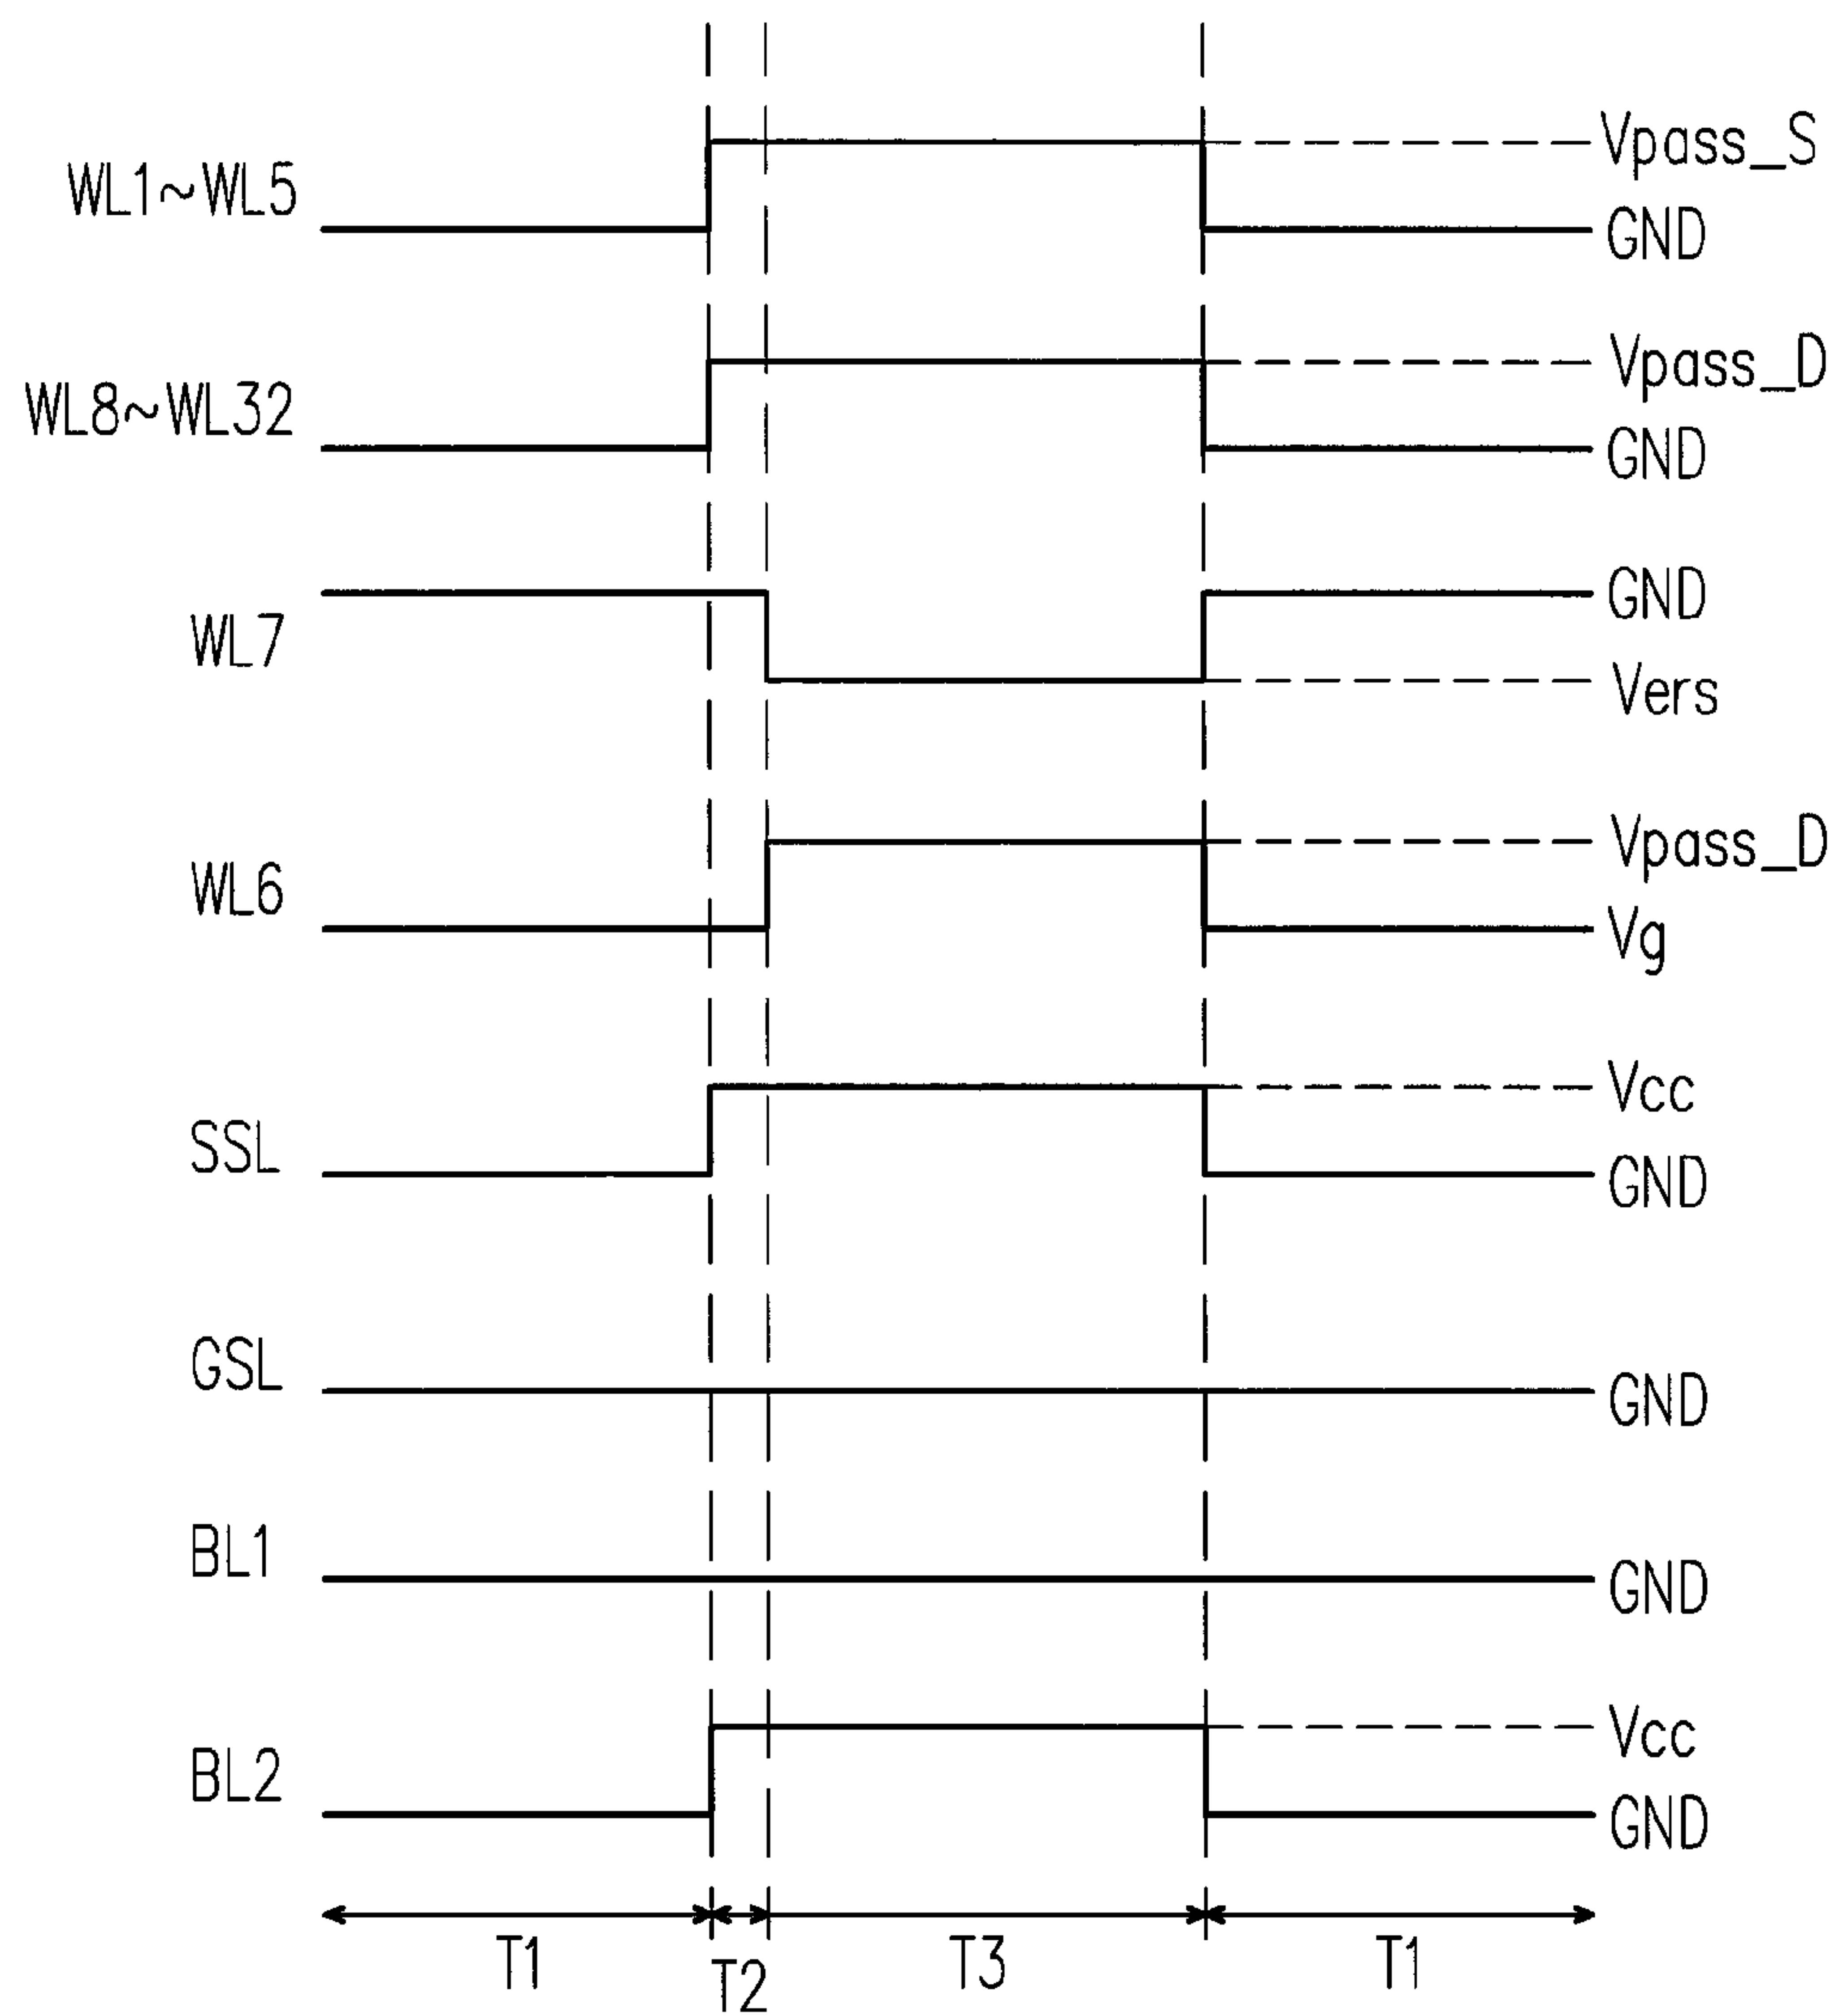 WL1~WL5
Vpass_S
GND
WL8~WL32
Vpass_D
GND
WL7
GND
Vers
WL6
Vpass_D
Vg
SSL
Vcc
GND
GSL
GND
BL1
GND
BL2
Vcc
GND
T1
T2
T3
T1